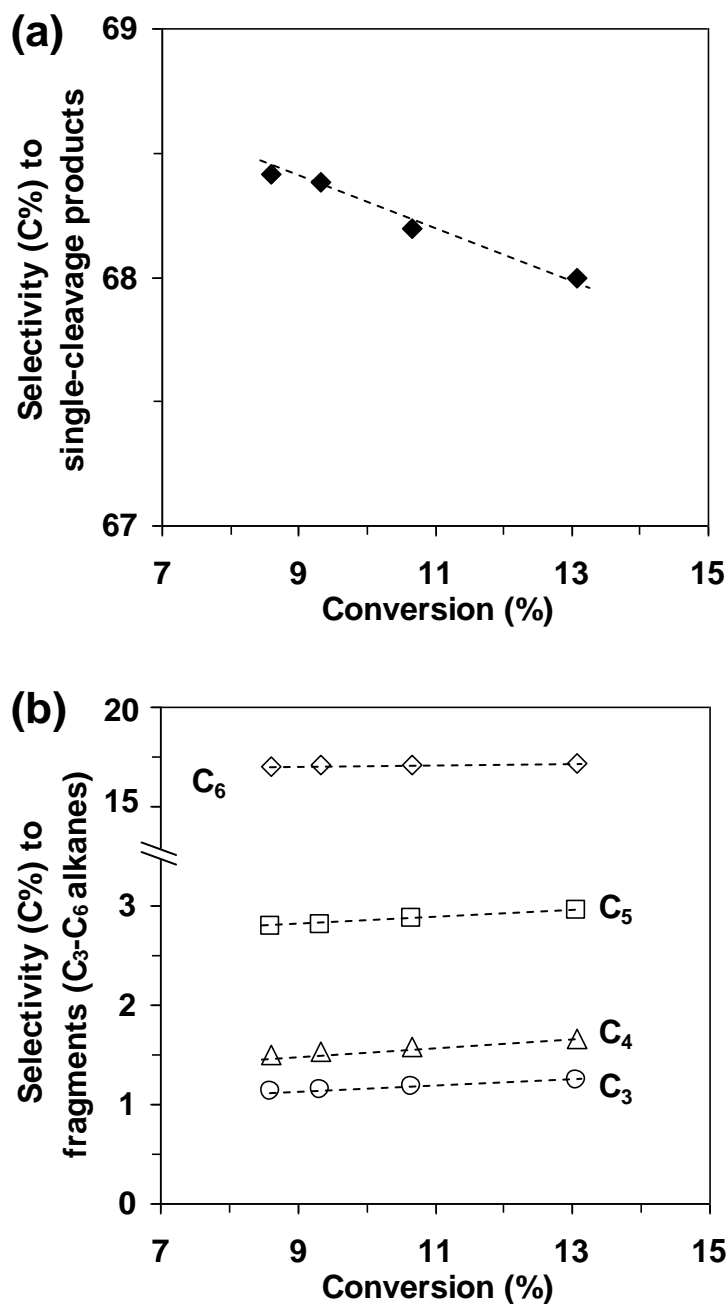 (a)
Selectivity (C%) to
single-cleavage products
69
68
67
7 9 11 13 15
Conversion (%)
(b)
Selectivity (C%) to
fragments (C₃-C₆ alkanes)
20
15
3
2
1
0
C₆
C₅
C₄
C₃
7 9 11 13 15
Conversion (%)